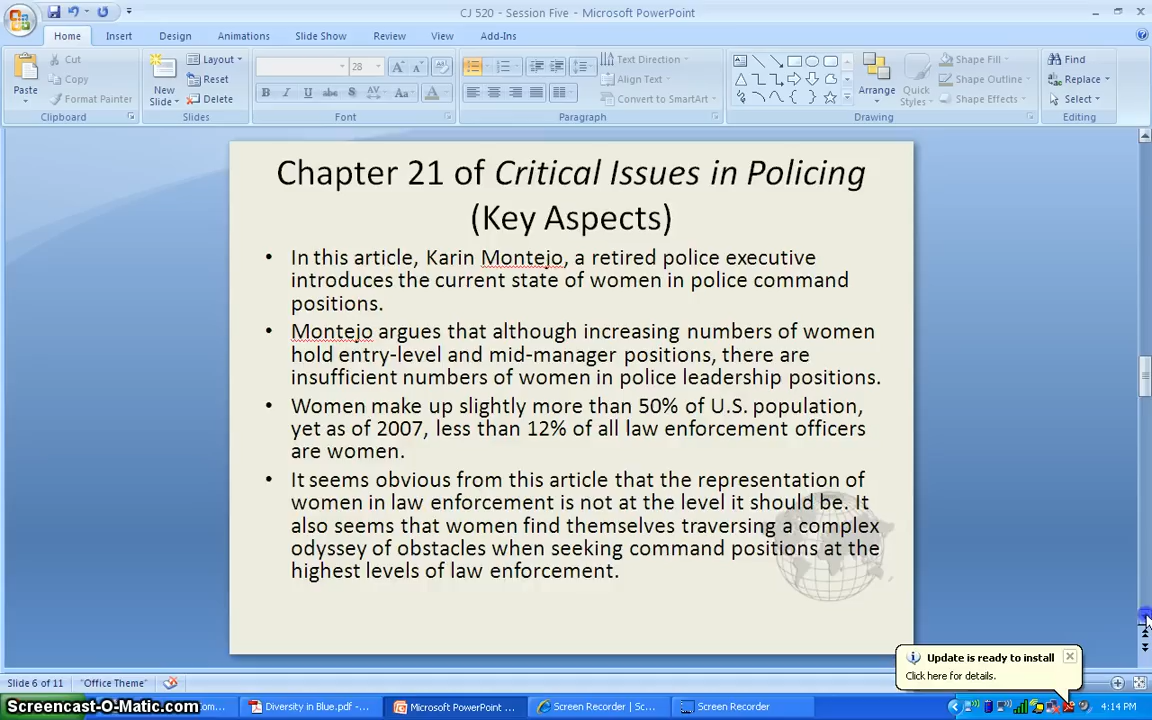 CJ 520 - Session Five - Microsoft PowerPoint
Home Insert Design Animations Slide Show Review View Add-Ins
Cut Layout 28 Text Direction Shape Fill Find
Copy Reset Align Text Shape Outline Replace
Paste Format Painter New Slide Delete B I U abe S AV Aa A Convert to SmartArt Arrange Quick Styles Shape Effects Select
Clipboard Slides Font Paragraph Drawing Editing
Chapter 21 of Critical Issues in Policing
(Key Aspects)
• In this article, Karin Montejo, a retired police executive
introduces the current state of women in police command
positions.
• Montejo argues that although increasing numbers of women
hold entry-level and mid-manager positions, there are
insufficient numbers of women in police leadership positions.
• Women make up slightly more than 50% of U.S. population,
yet as of 2007, less than 12% of all law enforcement officers
are women.
• It seems obvious from this article that the representation of
women in law enforcement is not at the level it should be. It
also seems that women find themselves traversing a complex
odyssey of obstacles when seeking command positions at the
highest levels of law enforcement.
Update is ready to install
Click here for details.
Slide 6 of 11 "Office Theme"
Screencast-O-Matic.com Diversity in Blue.pdf - Microsoft PowerPoint ... Screen Recorder | Sc... Screen Recorder 4:14 PM